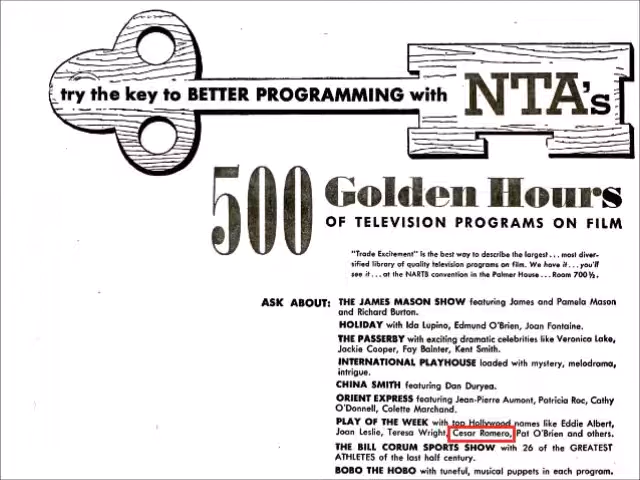 try the key to BETTER PROGRAMMING with NTA's
500 Golden Hours
OF TELEVISION PROGRAMS ON FILM
"Trade Excitement" is the best way to describe the largest...most diver-
sified library of quality television programs on film. We have it...you'll
see it...at the NARTB convention in the Palmer House...Room 700½.
ASK ABOUT: THE JAMES MASON SHOW featuring James and Pamela Mason
and Richard Burton.
HOLIDAY with Ida Lupino, Edmund O'Brien, Joan Fontaine.
THE PASSERBY with exciting dramatic celebrities like Veronica Lake,
Jackie Cooper, Fay Bainter, Kent Smith.
INTERNATIONAL PLAYHOUSE loaded with mystery, melodrama,
intrigue.
CHINA SMITH featuring Dan Duryea.
ORIENT EXPRESS featuring Jean-Pierre Aumont, Patricia Roc, Cathy
O'Donnell, Colette Marchand.
PLAY OF THE WEEK with top Hollywood names like Eddie Albert,
Joan Leslie, Teresa Wright, Cesar Romero, Pat O'Brien and others.
THE BILL CORUM SPORTS SHOW with 26 of the GREATEST
ATHLETES of the last half century.
BOBO THE HOBO with tuneful, musical puppets in each program.